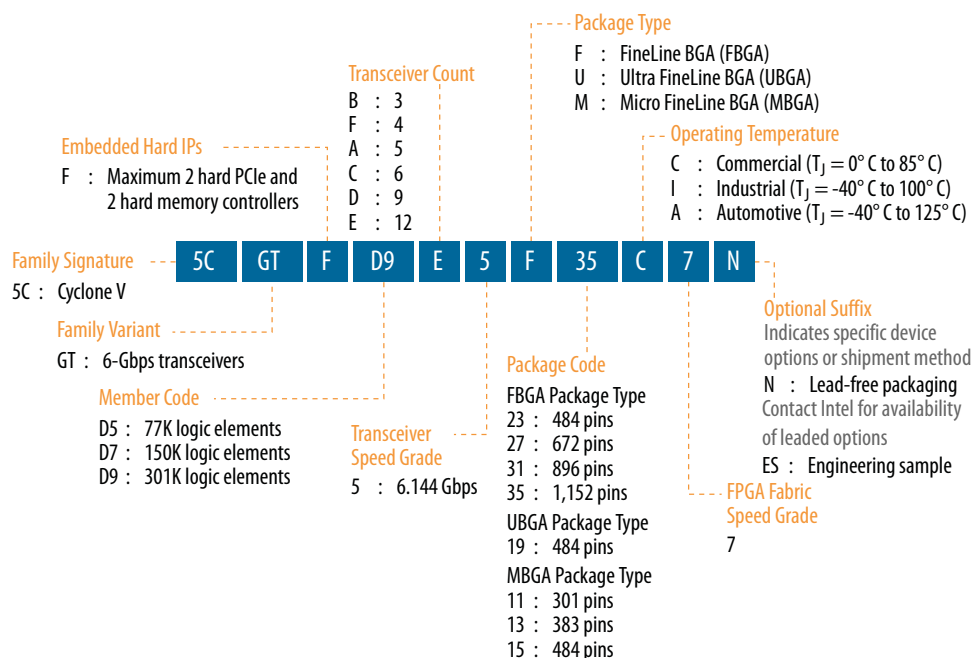 Package Type
F : FineLine BGA (FBGA)
U : Ultra FineLine BGA (UBGA)
M : Micro FineLine BGA (MBGA)
Transceiver Count
B : 3
F : 4
A : 5
C : 6
D : 9
E : 12
Embedded Hard IPs
F : Maximum 2 hard PCIe and
2 hard memory controllers
Operating Temperature
C : Commercial (TJ = 0° C to 85° C)
I : Industrial (TJ = -40° C to 100° C)
A : Automotive (TJ = -40° C to 125° C)
5C GT F D9 E 5 F 35 C 7 N
Family Signature
5C : Cyclone V
Family Variant
GT : 6-Gbps transceivers
Member Code
D5 : 77K logic elements
D7 : 150K logic elements
D9 : 301K logic elements
Transceiver
Speed Grade
5 : 6.144 Gbps
Package Code
FBGA Package Type
23 : 484 pins
27 : 672 pins
31 : 896 pins
35 : 1,152 pins
UBGA Package Type
19 : 484 pins
MBGA Package Type
11 : 301 pins
13 : 383 pins
15 : 484 pins
FPGA Fabric
Speed Grade
7
Optional Suffix
Indicates specific device
options or shipment method
N : Lead-free packaging
Contact Intel for availability
of leaded options
ES : Engineering sample